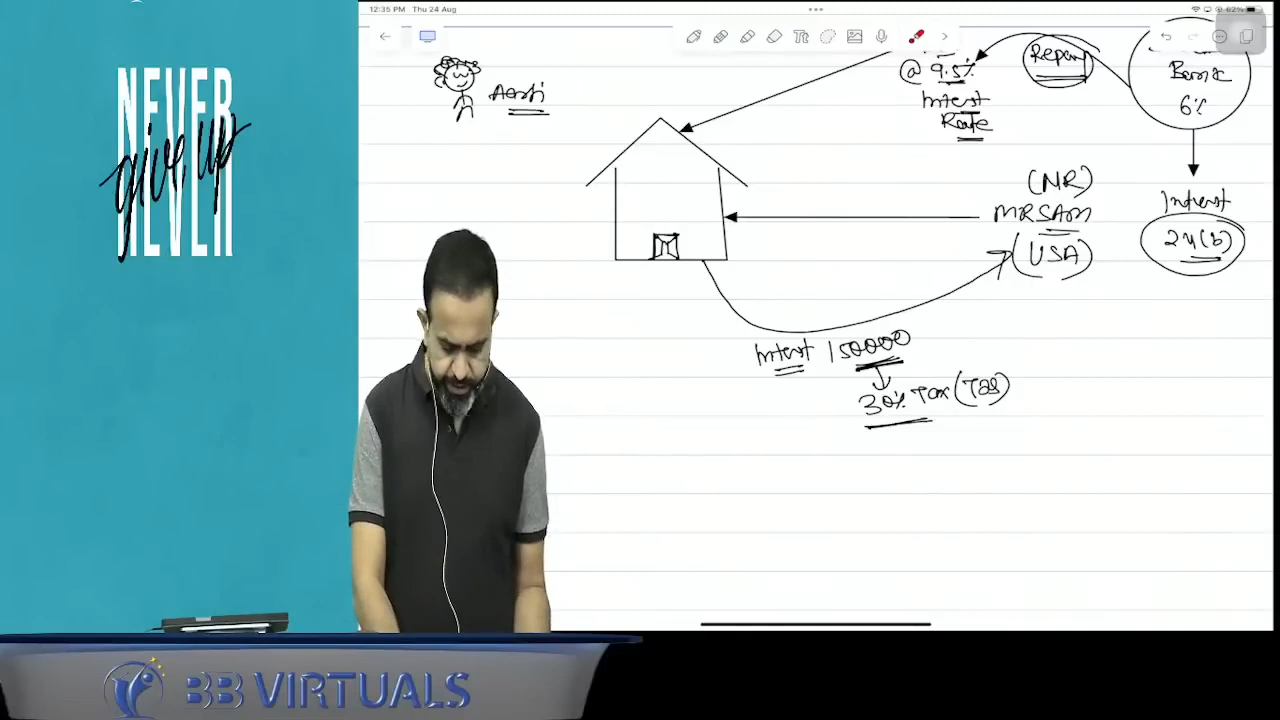 12:35 PM Thu 24 Aug
62%
NEVER
give up
NEVER
Aarti
@ 9.5%
Interest
Rate
Repay
Bank
6%
(NR)
MR SAM
(USA)
Interest
24(b)
Interest 150000
30% Tax (TDS)
BB VIRTUALS